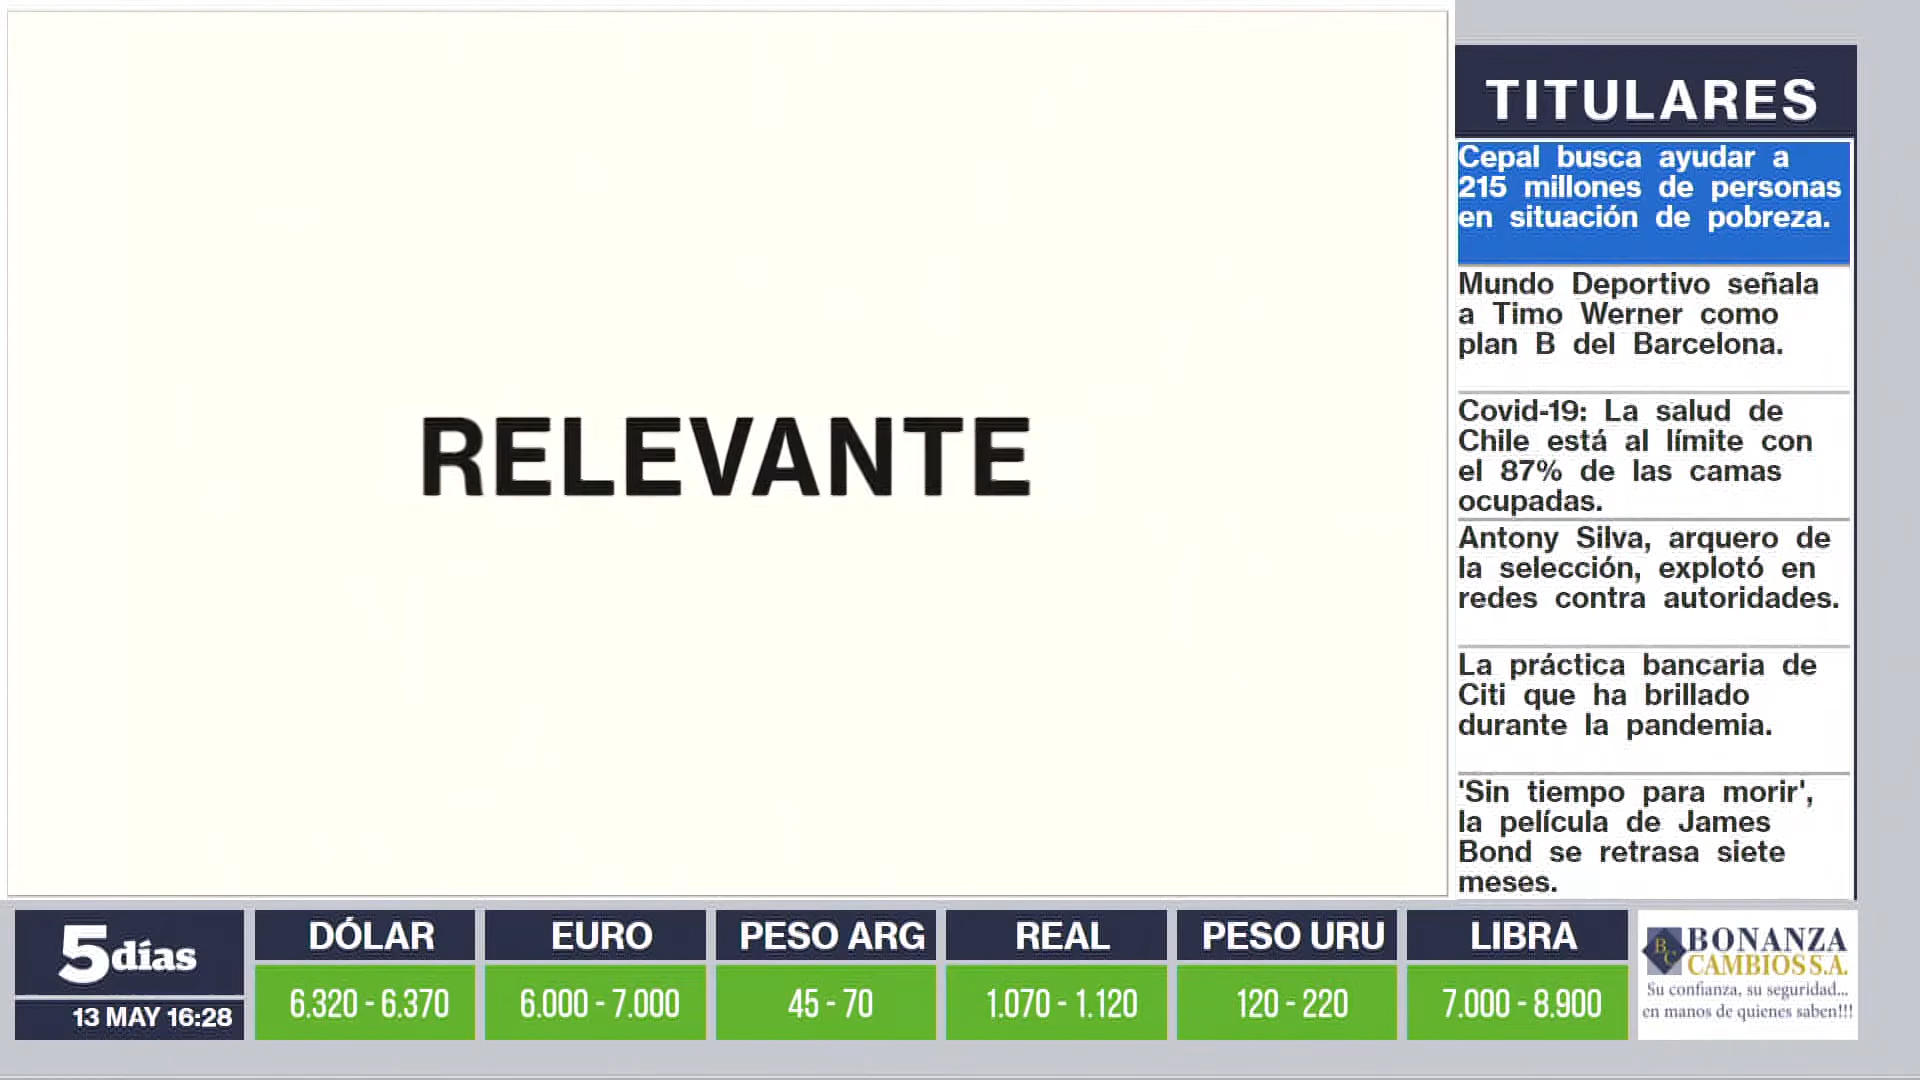 RELEVANTE
TITULARES
Cepal busca ayudar a
215 millones de personas
en situación de pobreza.
Mundo Deportivo señala
a Timo Werner como
plan B del Barcelona.
Covid-19: La salud de
Chile está al límite con
el 87% de las camas
ocupadas.
Antony Silva, arquero de
la selección, explotó en
redes contra autoridades.
La práctica bancaria de
Citi que ha brillado
durante la pandemia.
'Sin tiempo para morir',
la película de James
Bond se retrasa siete
meses.
5días
13 MAY 16:28
DÓLAR
6.320 - 6.370
EURO
6.000 - 7.000
PESO ARG
45 - 70
REAL
1.070 - 1.120
PESO URU
120 - 220
LIBRA
7.000 - 8.900
BC
BONANZA
CAMBIOS S.A.
Su confianza, su seguridad...
en manos de quienes saben!!!